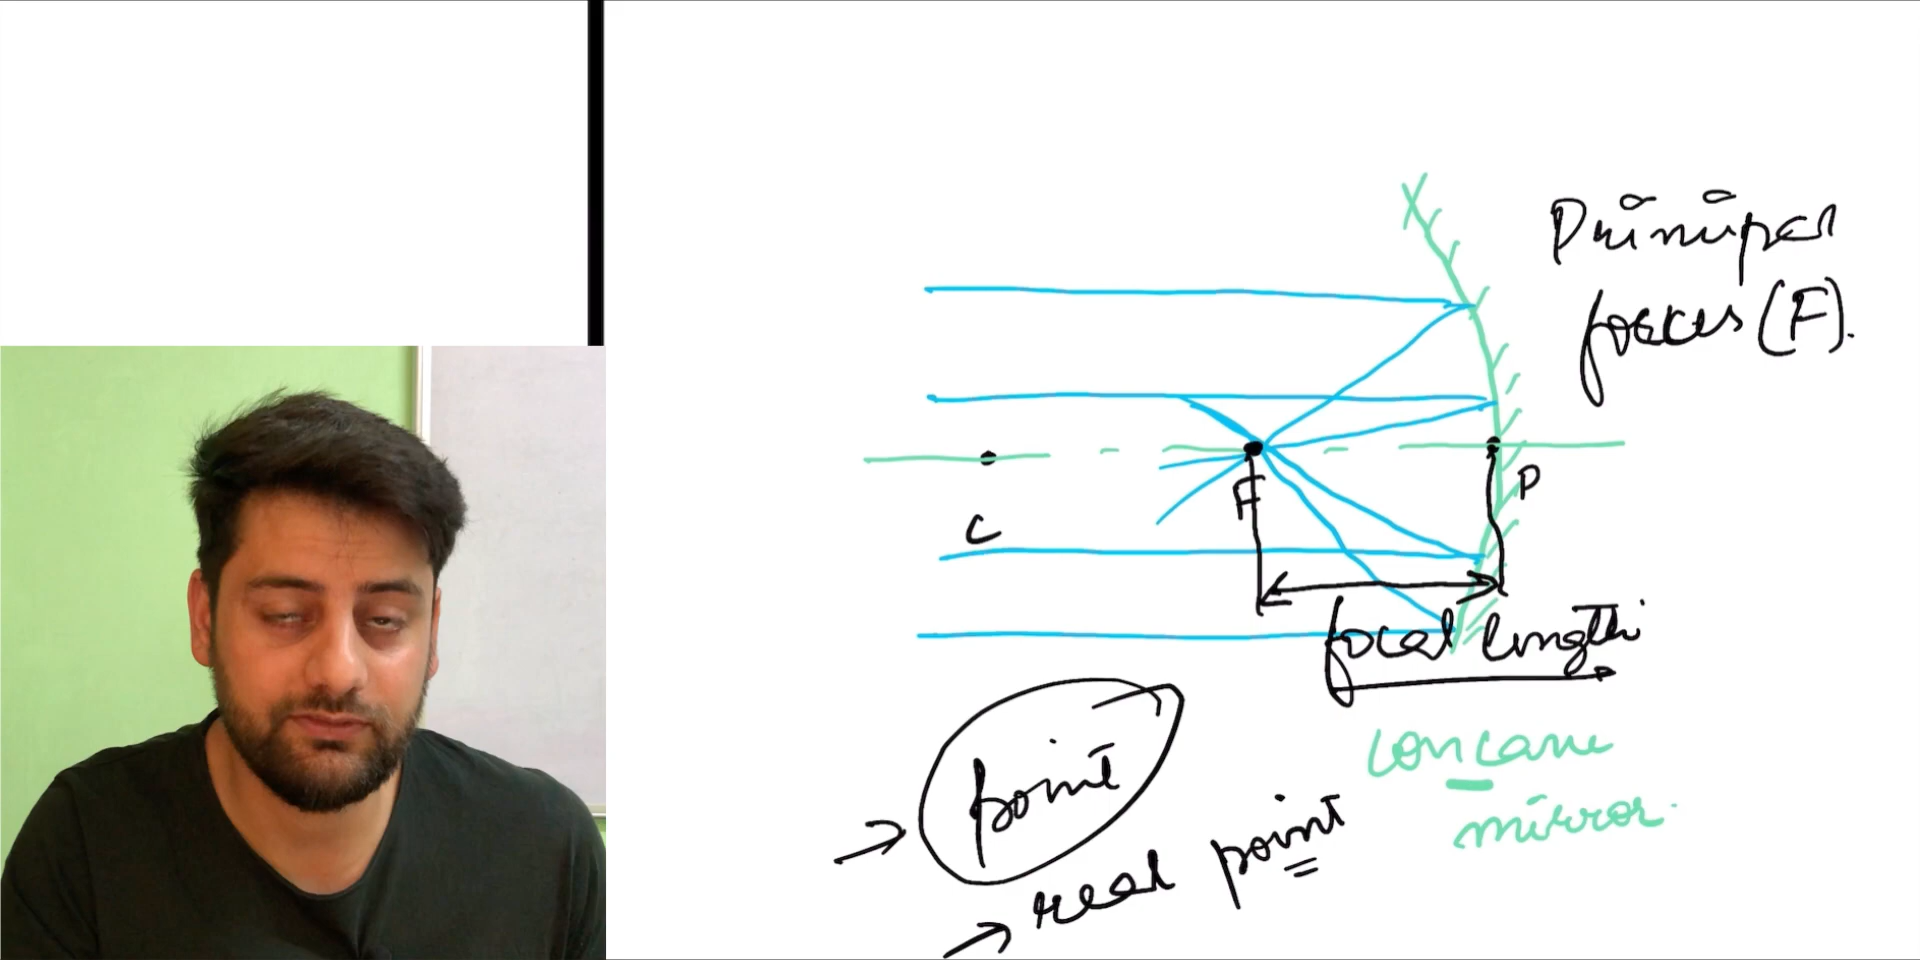 Principal
focus (F).
F
P
C
focal length
concave
mirror.
point
real point